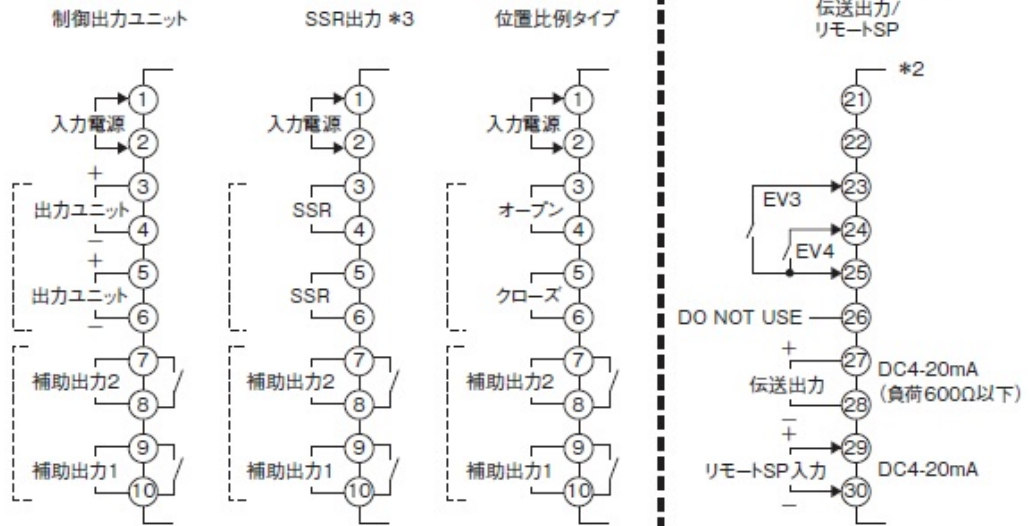 制御出力ユニット
1
入力電源
2
+
3
出力ユニット
4
−
+
5
出力ユニット
6
−
7
補助出力2
8
9
補助出力1
10
SSR出力 *3
1
入力電源
2
3
SSR
4
5
SSR
6
7
補助出力2
8
9
補助出力1
10
位置比例タイプ
1
入力電源
2
3
オープン
4
5
クローズ
6
7
補助出力2
8
9
補助出力1
10
伝送出力/
リモートSP
*2
21
22
23
EV3
24
EV4
25
DO NOT USE 26
+
27
DC4-20mA
伝送出力
(負荷600Ω以下)
28
−
+
29
リモートSP入力
DC4-20mA
30
−